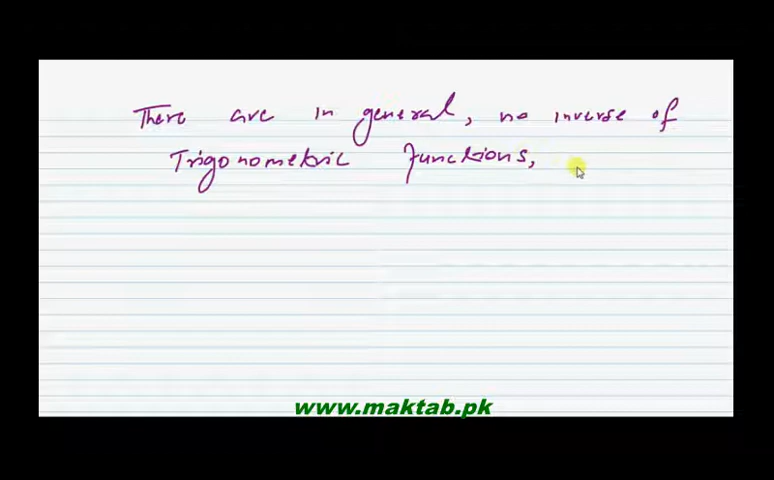 There are in general, no inverse of
Trigonometric Functions,
www.maktab.pk